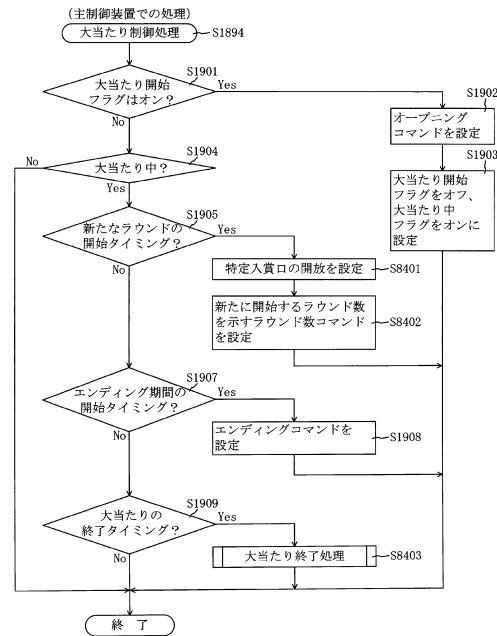 (主制御装置での処理)
大当たり制御処理
S1894
S1901
大当たり開始
フラグはオン?
Yes
No
S1902
オープニング
コマンドを設定
S1903
大当たり開始
フラグをオフ、
大当たり中
フラグをオンに
設定
S1904
大当たり中?
No
Yes
S1905
新たなラウンドの
開始タイミング?
Yes
No
特定入賞口の開放を設定
S8401
新たに開始するラウンド数
を示すラウンド数コマンド
を設定
S8402
S1907
エンディング期間の
開始タイミング?
Yes
No
エンディングコマンドを
設定
S1908
S1909
大当たりの
終了タイミング?
Yes
No
大当たり終了処理
S8403
終 了